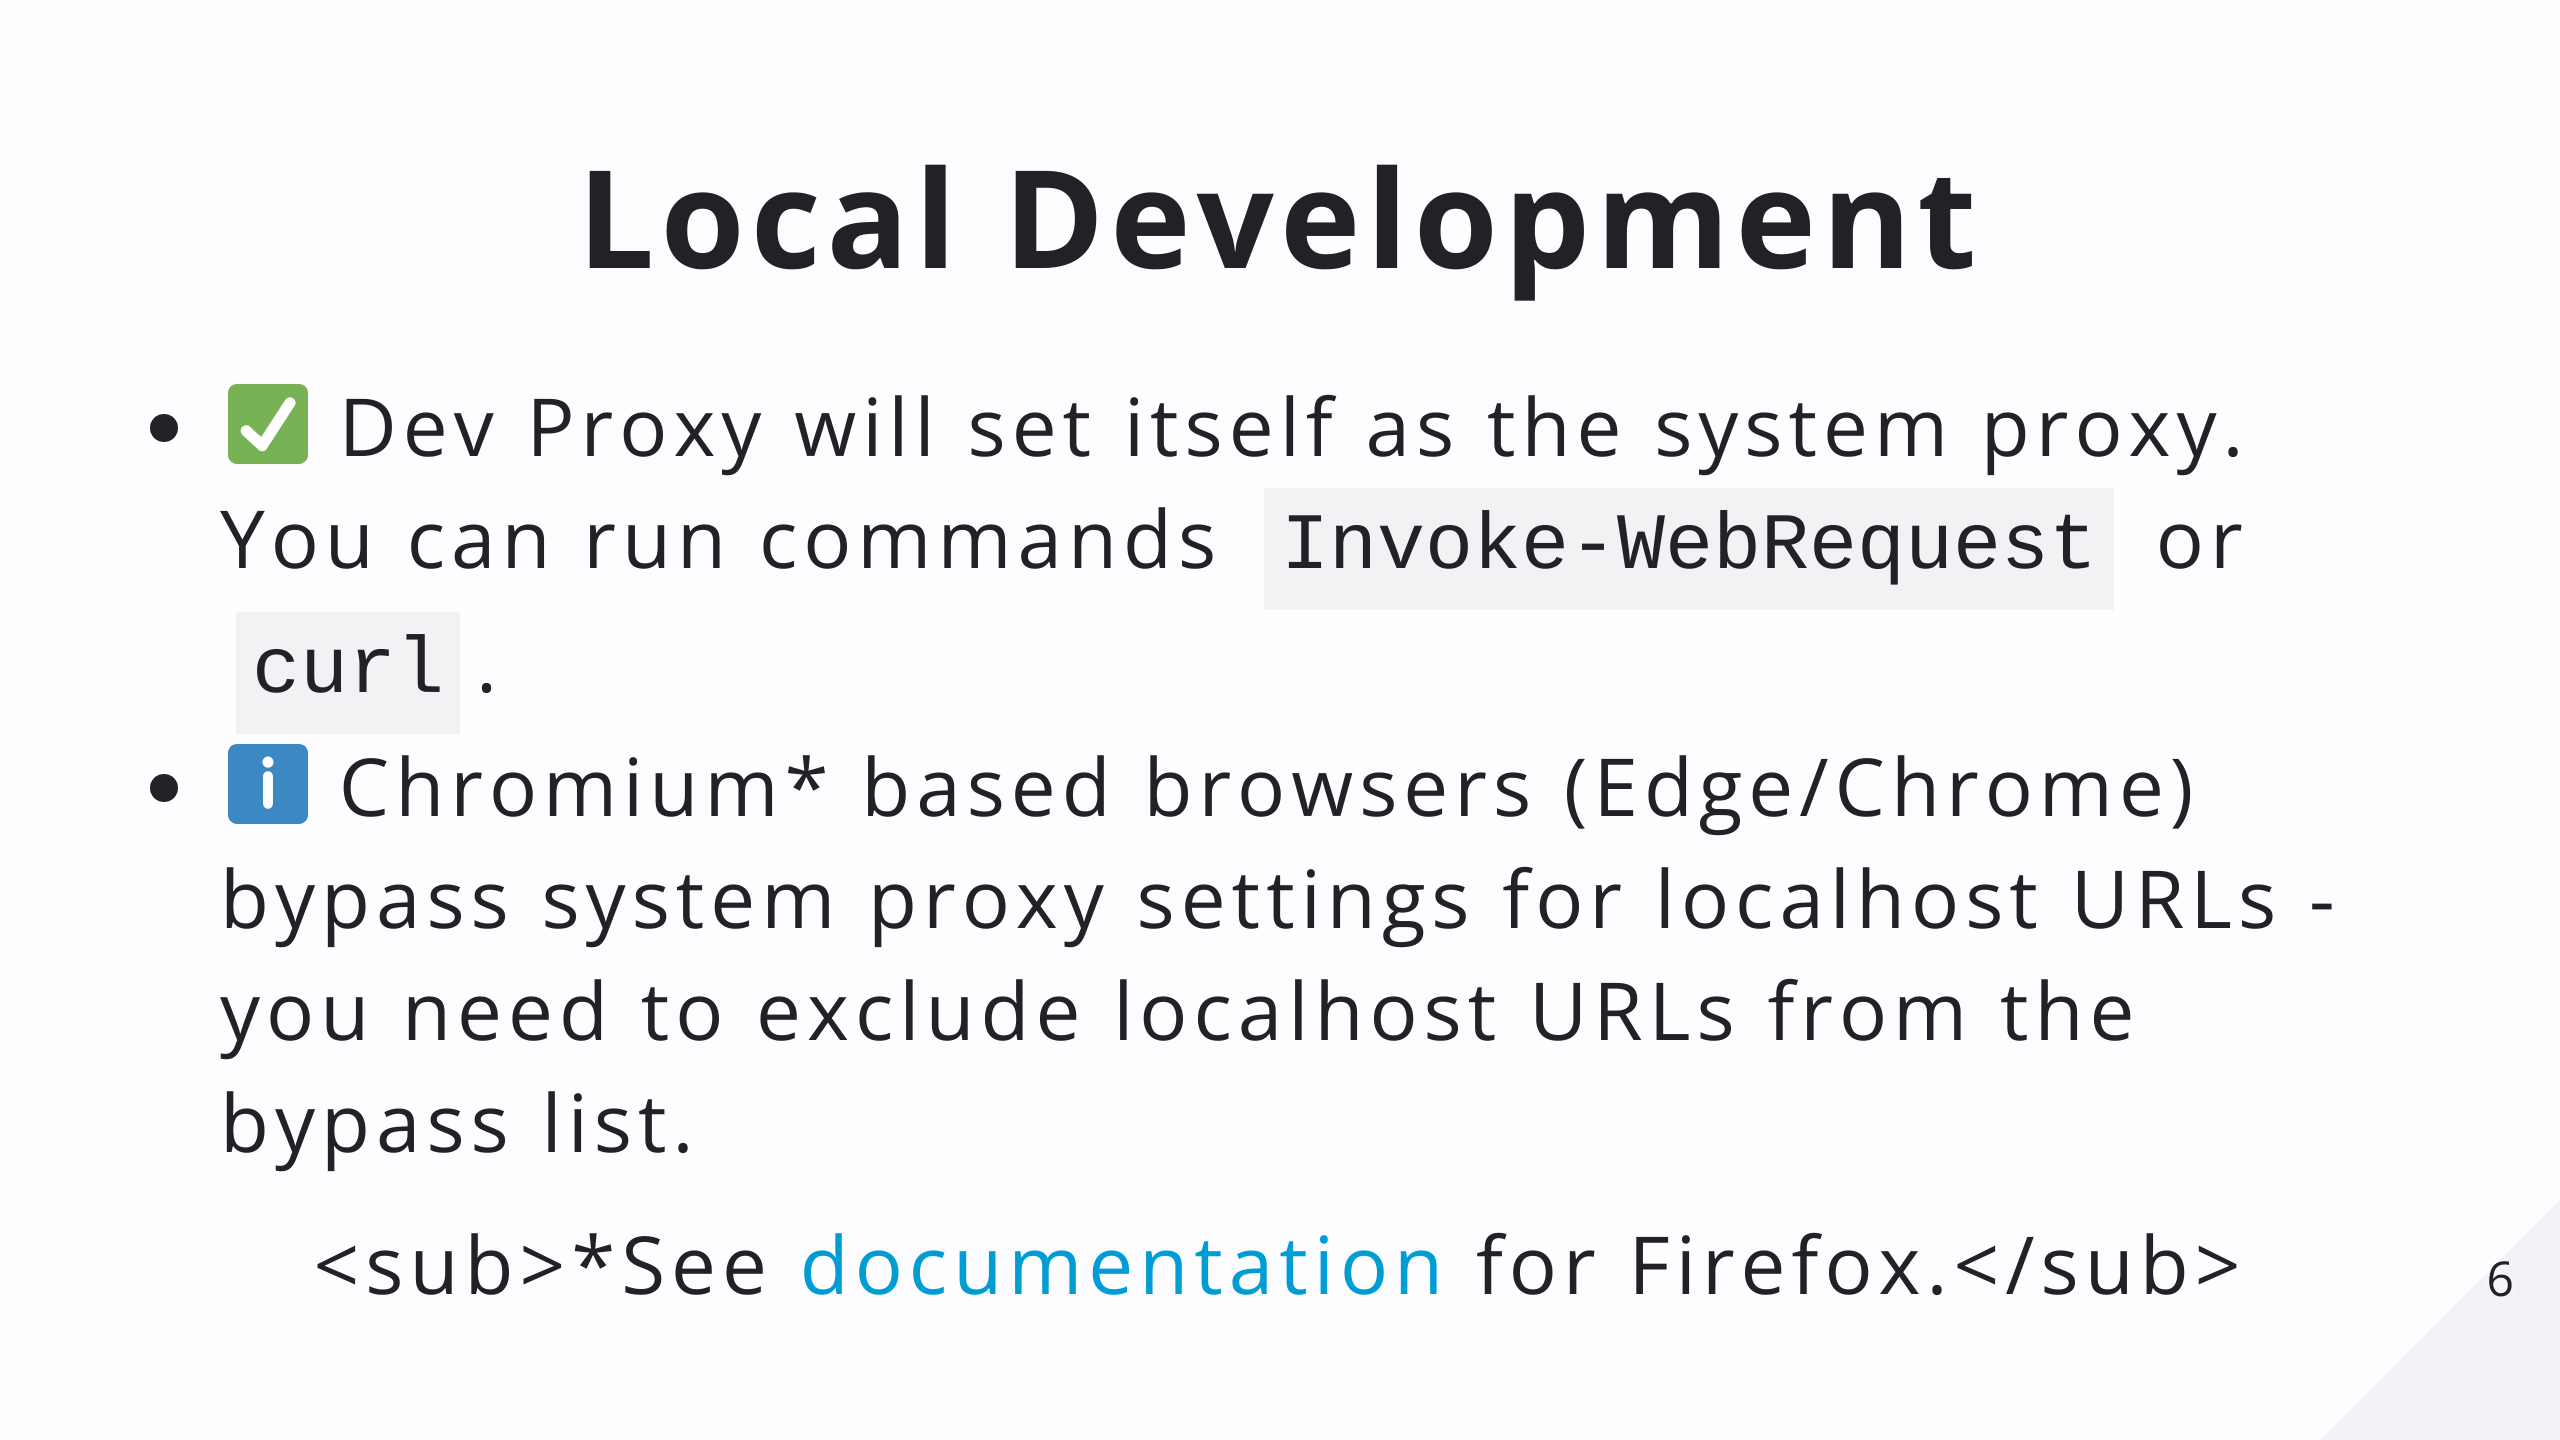 Local Development
• ✅ Dev Proxy will set itself as the system proxy.
You can run commands Invoke-WebRequest or
curl.
• ℹ️ Chromium* based browsers (Edge/Chrome)
bypass system proxy settings for localhost URLs -
you need to exclude localhost URLs from the
bypass list.
<sub>*See documentation for Firefox.</sub>
6